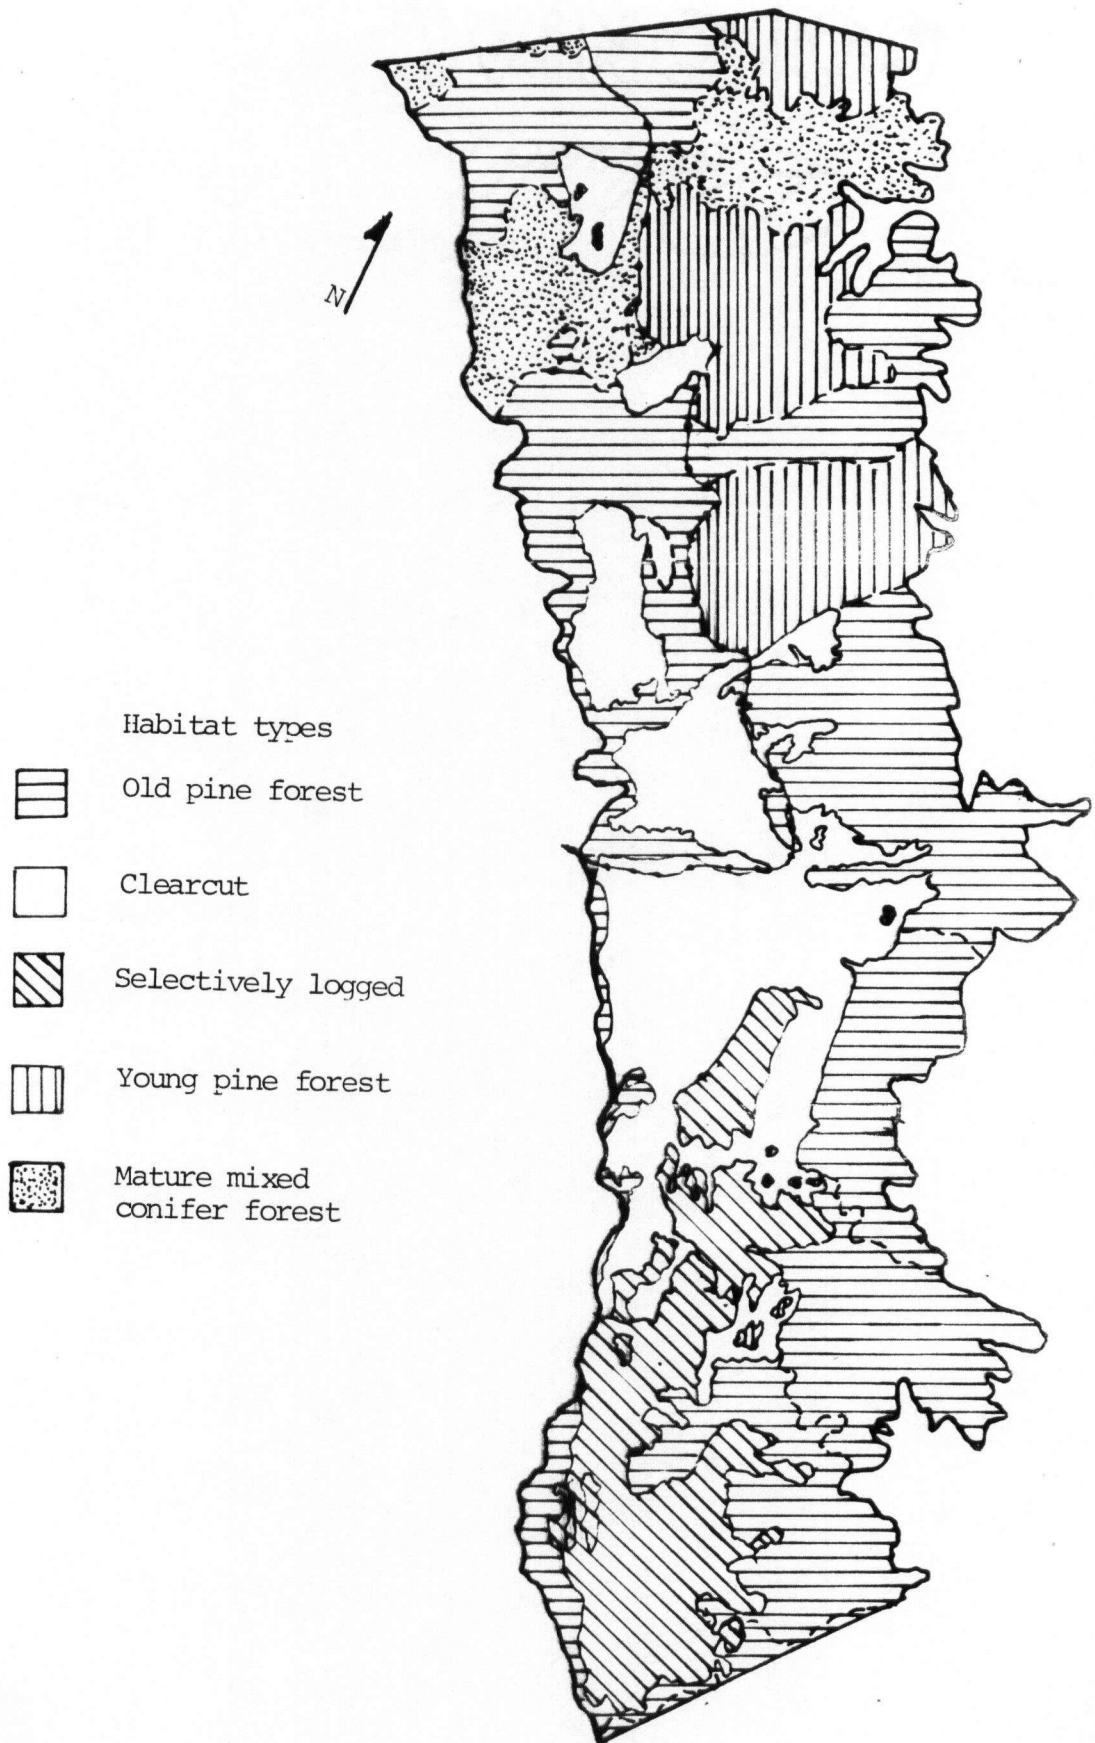 N
Habitat types
Old pine forest
Clearcut
Selectively logged
Young pine forest
Mature mixed
conifer forest